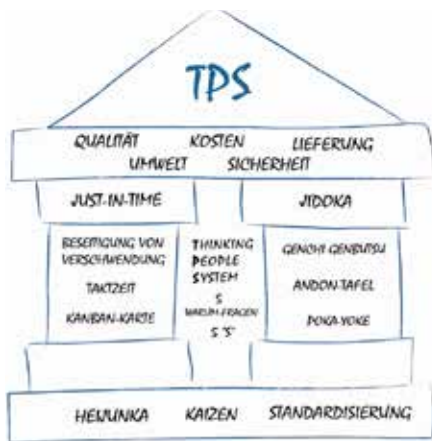 TPS
QUALITÄT KOSTEN LIEFERUNG
UMWELT SICHERHEIT
JUST-IN-TIME
JIDOKA
BESEITIGUNG VON
VERSCHWENDUNG
TAKTZEIT
KANBAN-KARTE
THINKING
PEOPLE
SYSTEM
5
WARUM-FRAGEN
5 'S'
GENCHI GENBUTSU
ANDON-TAFEL
POKA-YOKE
HEIJUNKA KAIZEN STANDARDISIERUNG